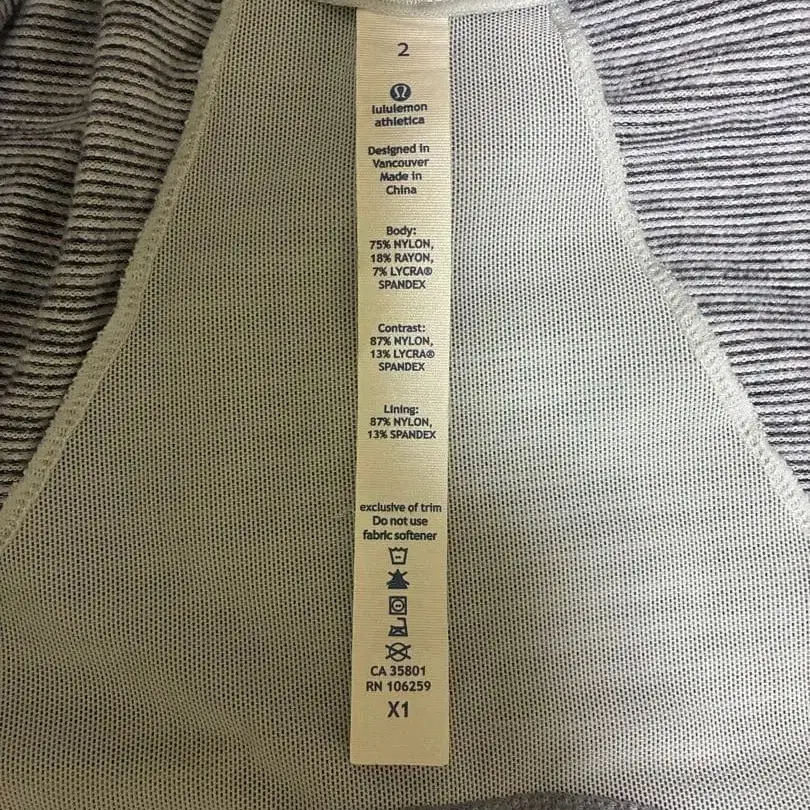 2
lululemon
athletica
Designed in
Vancouver
Made in
China
Body:
75% NYLON,
18% RAYON,
7% LYCRA®
SPANDEX
Contrast:
87% NYLON,
13% LYCRA®
SPANDEX
Lining:
87% NYLON,
13% SPANDEX
exclusive of trim
Do not use
fabric softener
CA 35801
RN 106259
X1